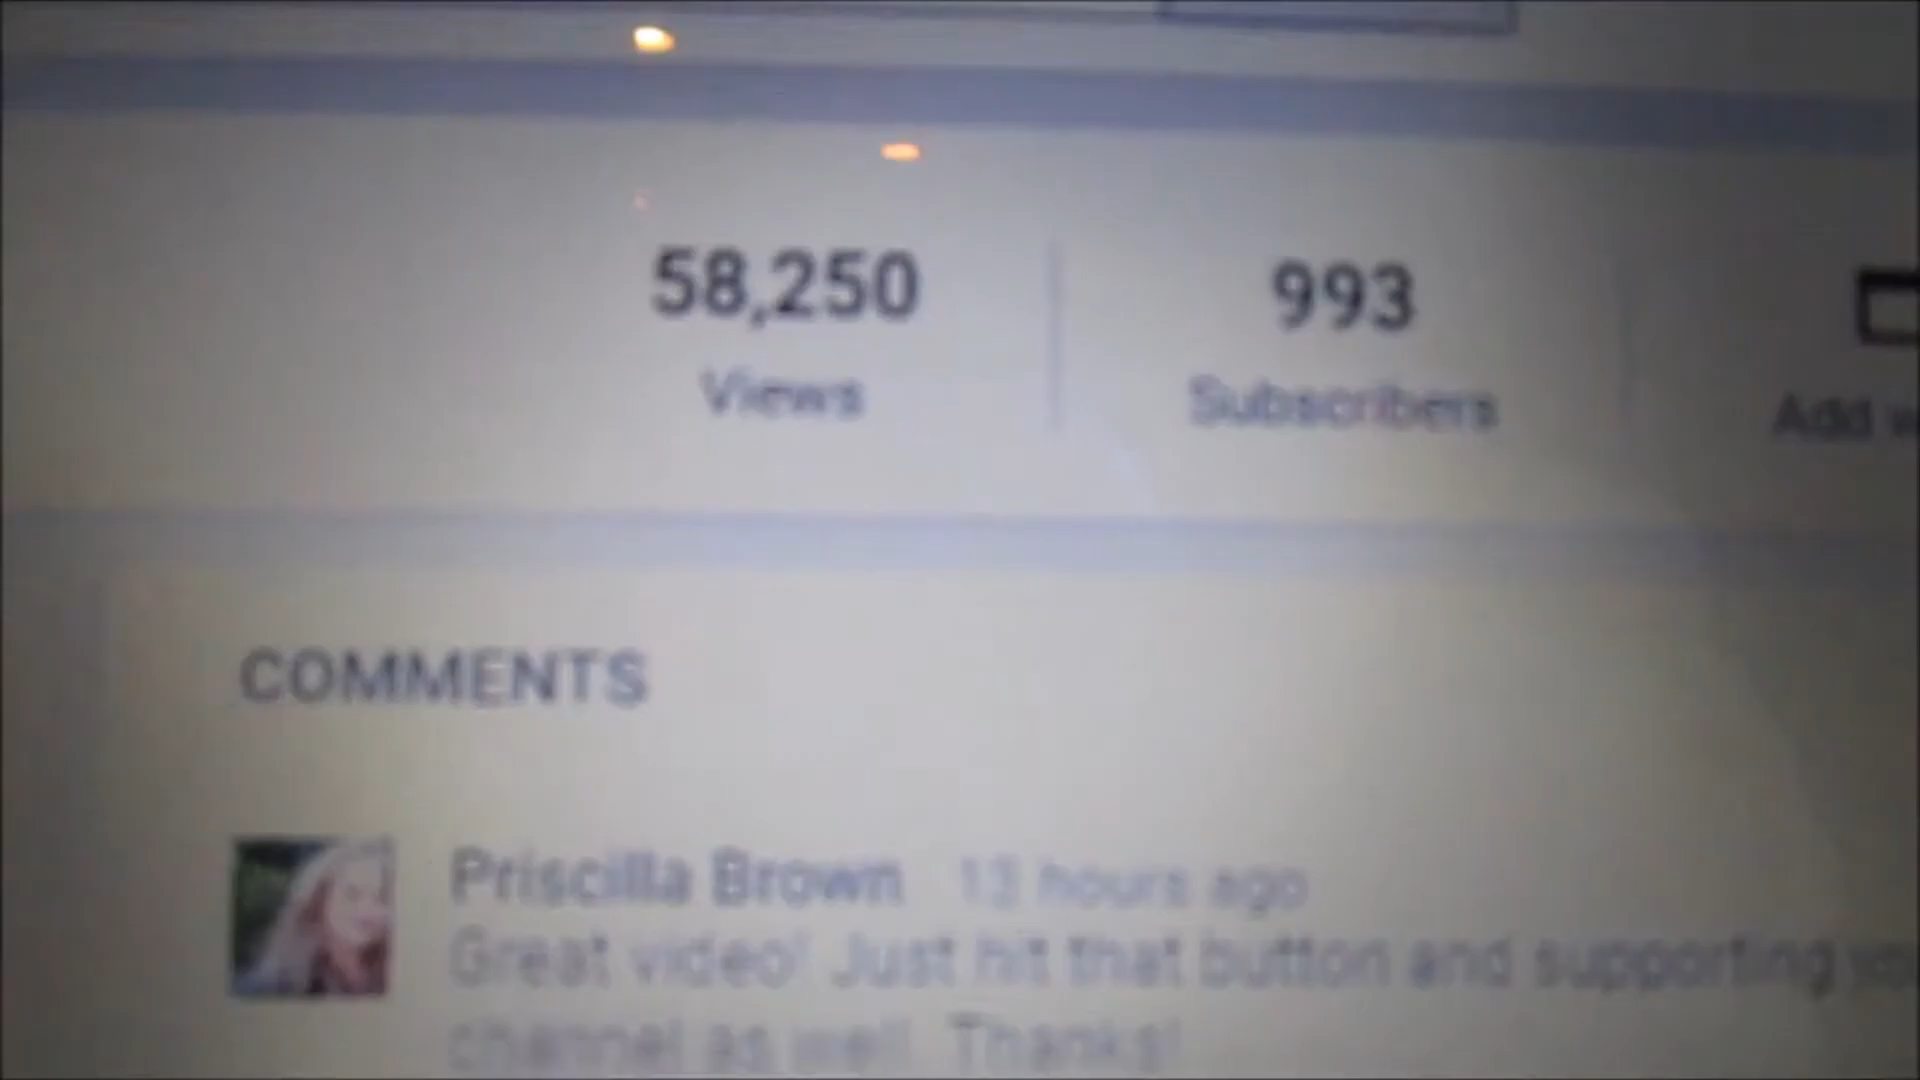 58,250
993
Views
Subscribers
Add
COMMENTS
Priscilla Brown 13 hours ago
Great video! Just hit that button and supporting
channel as well. Thanks!